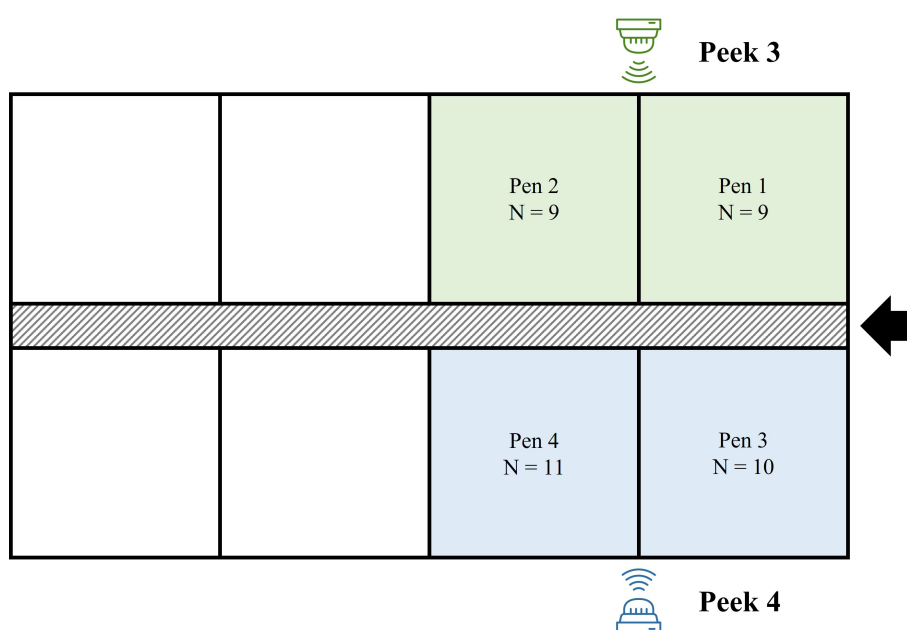 Peek 3
Pen 2
N = 9
Pen 1
N = 9
Pen 4
N = 11
Pen 3
N = 10
Peek 4